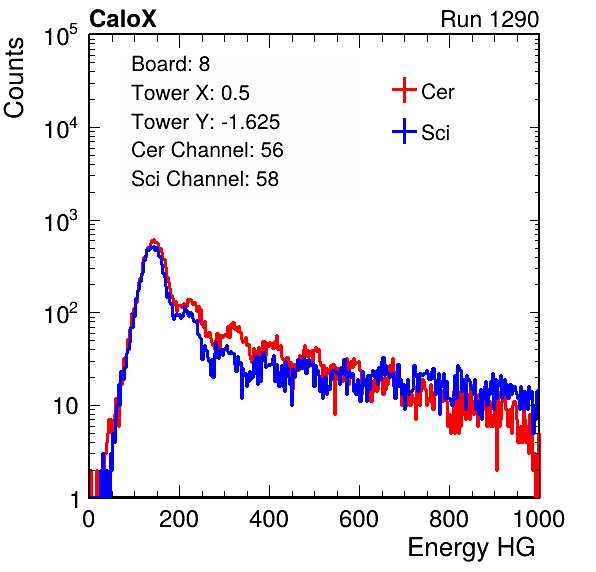 CaloX Run 1290
Counts
10^5
10^4
10^3
10^2
10
1
Board: 8
Tower X: 0.5
Tower Y: -1.625
Cer Channel: 56
Sci Channel: 58
Cer
Sci
0 200 400 600 800 1000
Energy HG